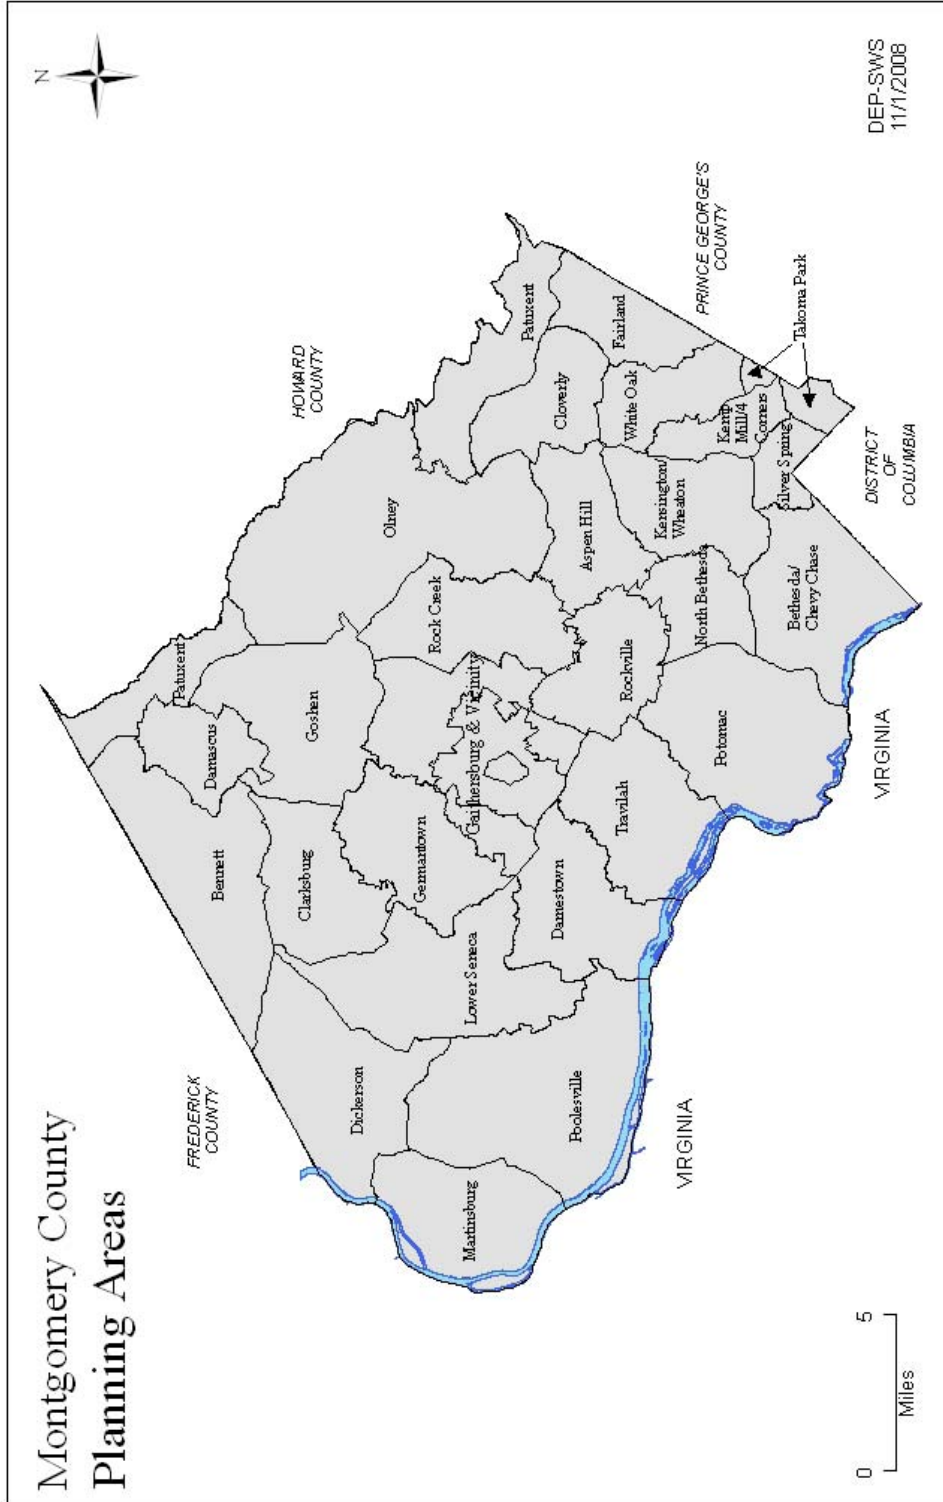 Montgomery County
Planning Areas
N
FREDERICK
COUNTY
HOWARD
COUNTY
PRINCE GEORGE'S
COUNTY
DISTRICT
OF
COLUMBIA
VIRGINIA
VIRGINIA
Bennett
Damascus
Patuxent
Clarksburg
Goshen
Dickerson
Germantown
Rock Creek
Olney
Patuxent
Martinsburg
Lower Seneca
Gaithersburg & Vicinity
Poolesville
Darnestown
Travilah
Rockville
Aspen Hill
Cloverly
Fairland
White Oak
Kensington/
Wheaton
North Bethesda
Potomac
Kemp
Mill/4
Corners
Silver Spring
Takoma Park
Bethesda/
Chevy Chase
0 5
Miles
DEP-SWS
11/1/2008